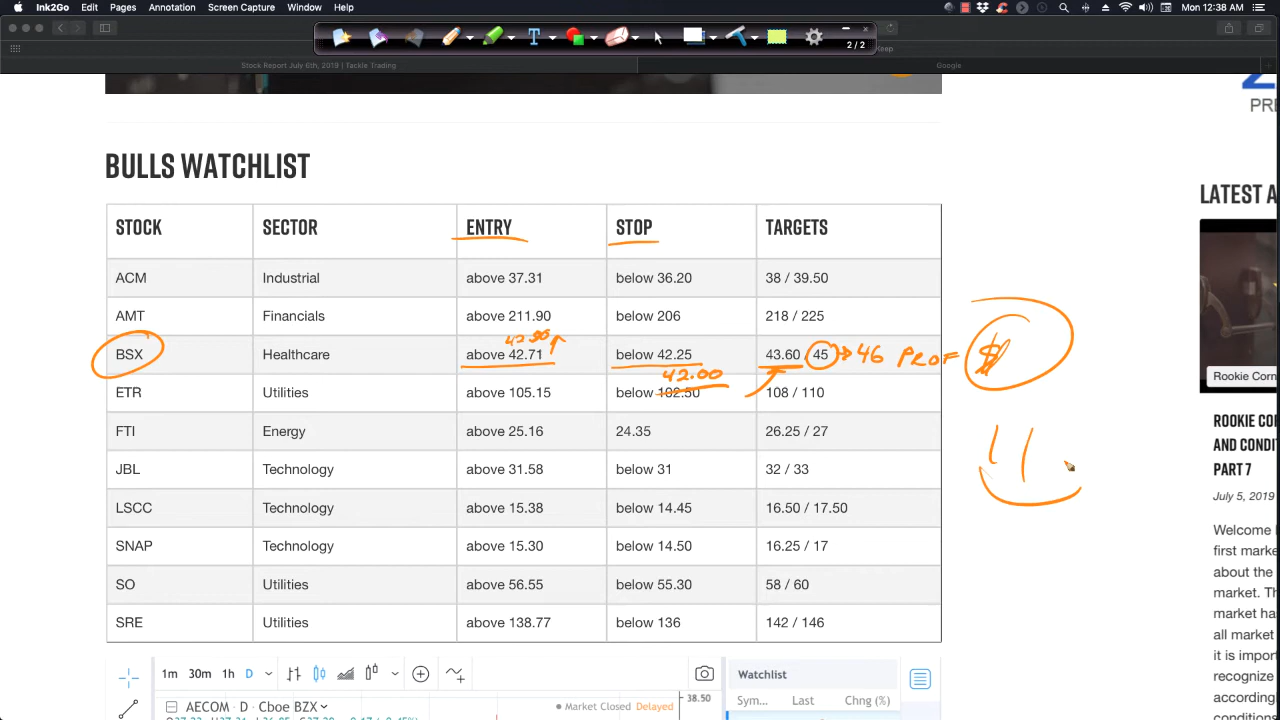 Ink2Go Edit Pages Annotation Screen Capture Window Help Mon 12:38 AM
2 / 2
Keep
Stock Report July 6th, 2019 | Tackle Trading Google
PRE
BULLS WATCHLIST
LATEST A
STOCK SECTOR ENTRY STOP TARGETS
ACM Industrial above 37.31 below 36.20 38 / 39.50
AMT Financials above 211.90 below 206 218 / 225
BSX Healthcare above 42.71 below 42.25 43.60 / 45 46 PROF $
42.00
ETR Utilities above 105.15 below 102.50 108 / 110
FTI Energy above 25.16 24.35 26.25 / 27
JBL Technology above 31.58 below 31 32 / 33
LSCC Technology above 15.38 below 14.45 16.50 / 17.50
SNAP Technology above 15.30 below 14.50 16.25 / 17
SO Utilities above 56.55 below 55.30 58 / 60
SRE Utilities above 138.77 below 136 142 / 146
Rookie Corn
ROOKIE CO
AND CONDIT
PART 7
July 5, 2019
Welcome
first marke
about the
market. Th
market ha
all market
it is import
recognize
according
condition
1m 30m 1h D
Watchlist
Sym... Last Chng (%)
AECOM · D · Cboe BZX
Market Closed Delayed
38.50